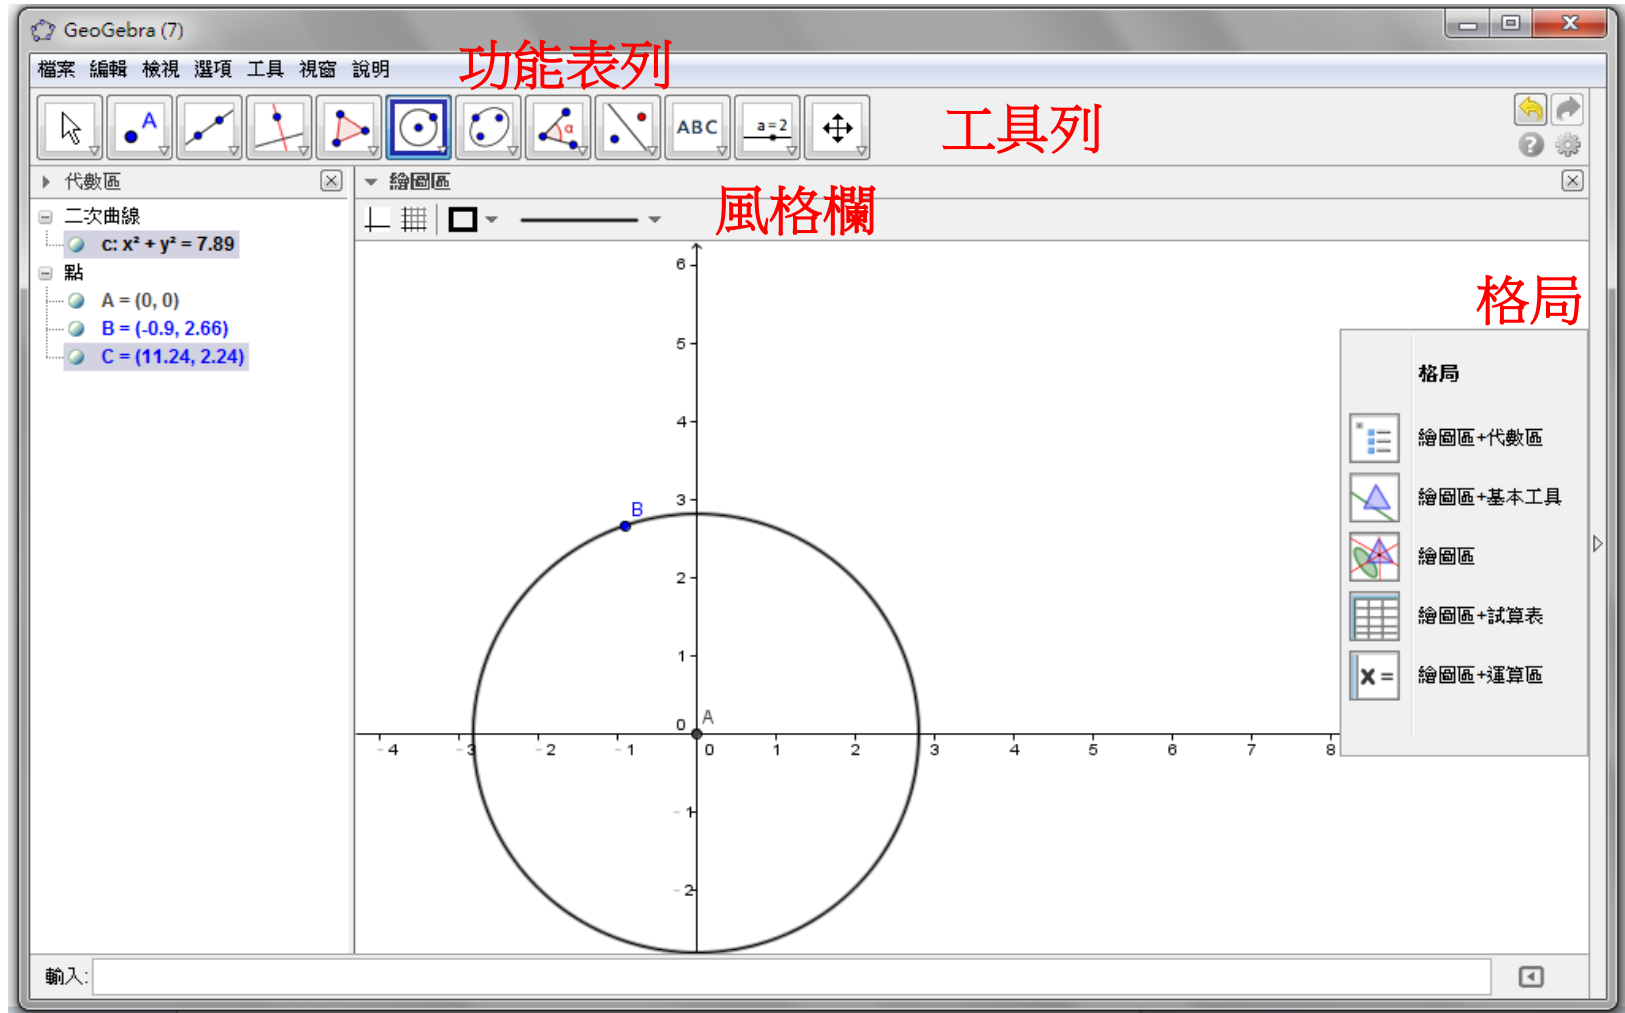 GeoGebra (7)
檔案 編輯 檢視 選項 工具 視窗 說明
功能表列
A
α
ABC
a=2
工具列
代數區
繪圖區
風格欄
二次曲線
c: x² + y² = 7.89
點
A = (0, 0)
B = (-0.9, 2.66)
C = (11.24, 2.24)
6
5
4
3
2
1
0
-1
-2
B
A
-4 -3 -2 -1 0 1 2 3 4 5 6 7 8
格局
格局
繪圖區+代數區
繪圖區+基本工具
繪圖區
繪圖區+試算表
X =
繪圖區+運算區
輸入: